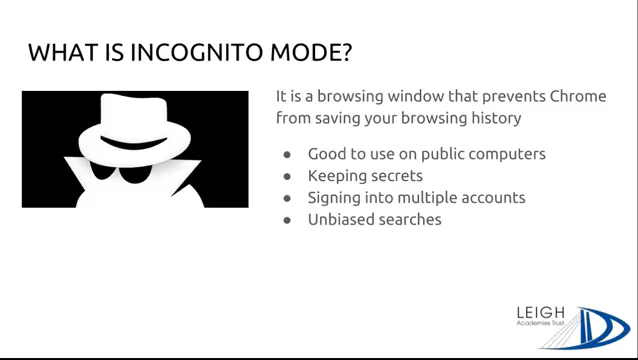 WHAT IS INCOGNITO MODE?
It is a browsing window that prevents Chrome
from saving your browsing history
● Good to use on public computers
● Keeping secrets
● Signing into multiple accounts
● Unbiased searches
LEIGH
Academies Trust